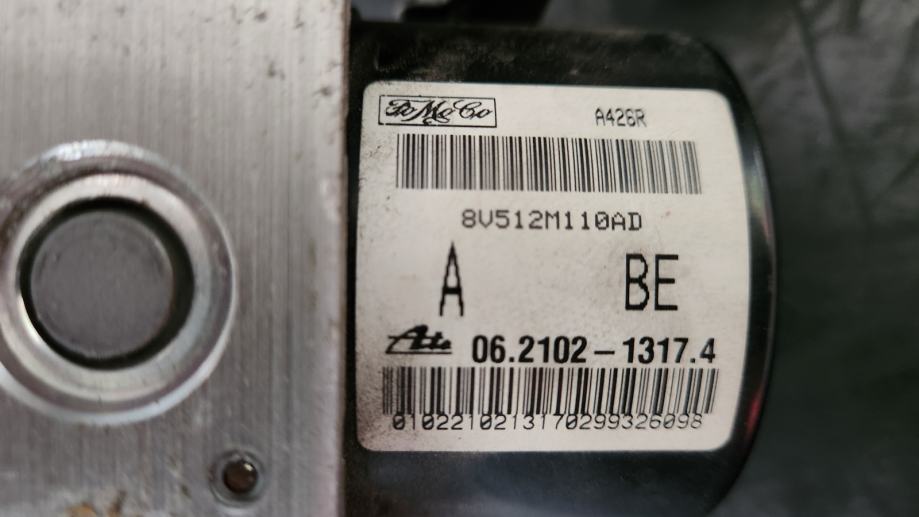 FoMoCo A426R
8V512M110AD
A BE
Ate 06.2102-1317.4
0102210213170299326098